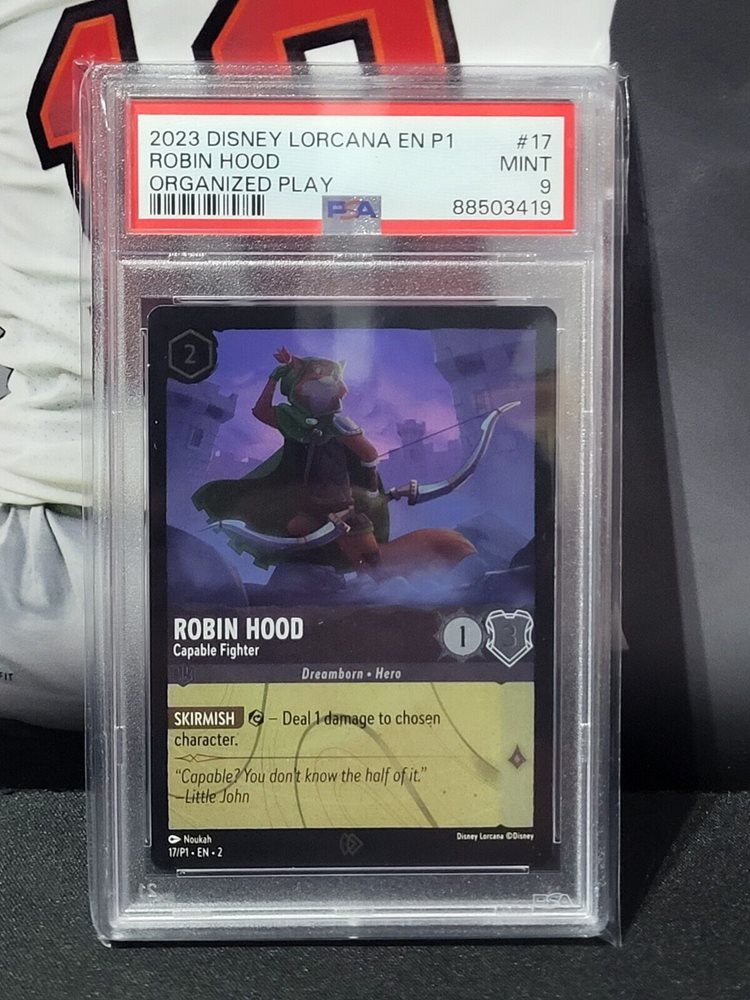 2023 DISNEY LORCANA EN P1 #17
ROBIN HOOD MINT
ORGANIZED PLAY 9
PSA 88503419
2
ROBIN HOOD
Capable Fighter
1 3
Dreamborn • Hero
SKIRMISH – Deal 1 damage to chosen
character.
“Capable? You don't know the half of it.”
–Little John
Noukah Disney Lorcana ©Disney
17/P1 • EN • 2
PSA